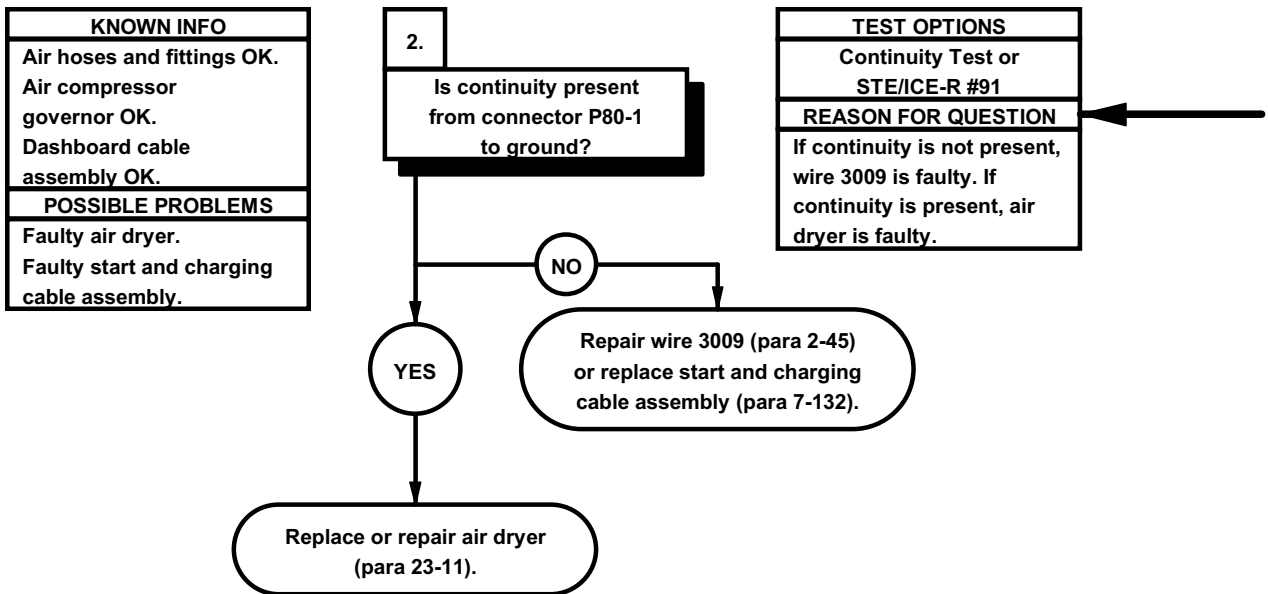 KNOWN INFO
Air hoses and fittings OK.
Air compressor
governor OK.
Dashboard cable
assembly OK.
POSSIBLE PROBLEMS
Faulty air dryer.
Faulty start and charging
cable assembly.
2.
Is continuity present
from connector P80-1
to ground?
TEST OPTIONS
Continuity Test or
STE/ICE-R #91
REASON FOR QUESTION
If continuity is not present,
wire 3009 is faulty. If
continuity is present, air
dryer is faulty.
NO
YES
Repair wire 3009 (para 2-45)
or replace start and charging
cable assembly (para 7-132).
Replace or repair air dryer
(para 23-11).